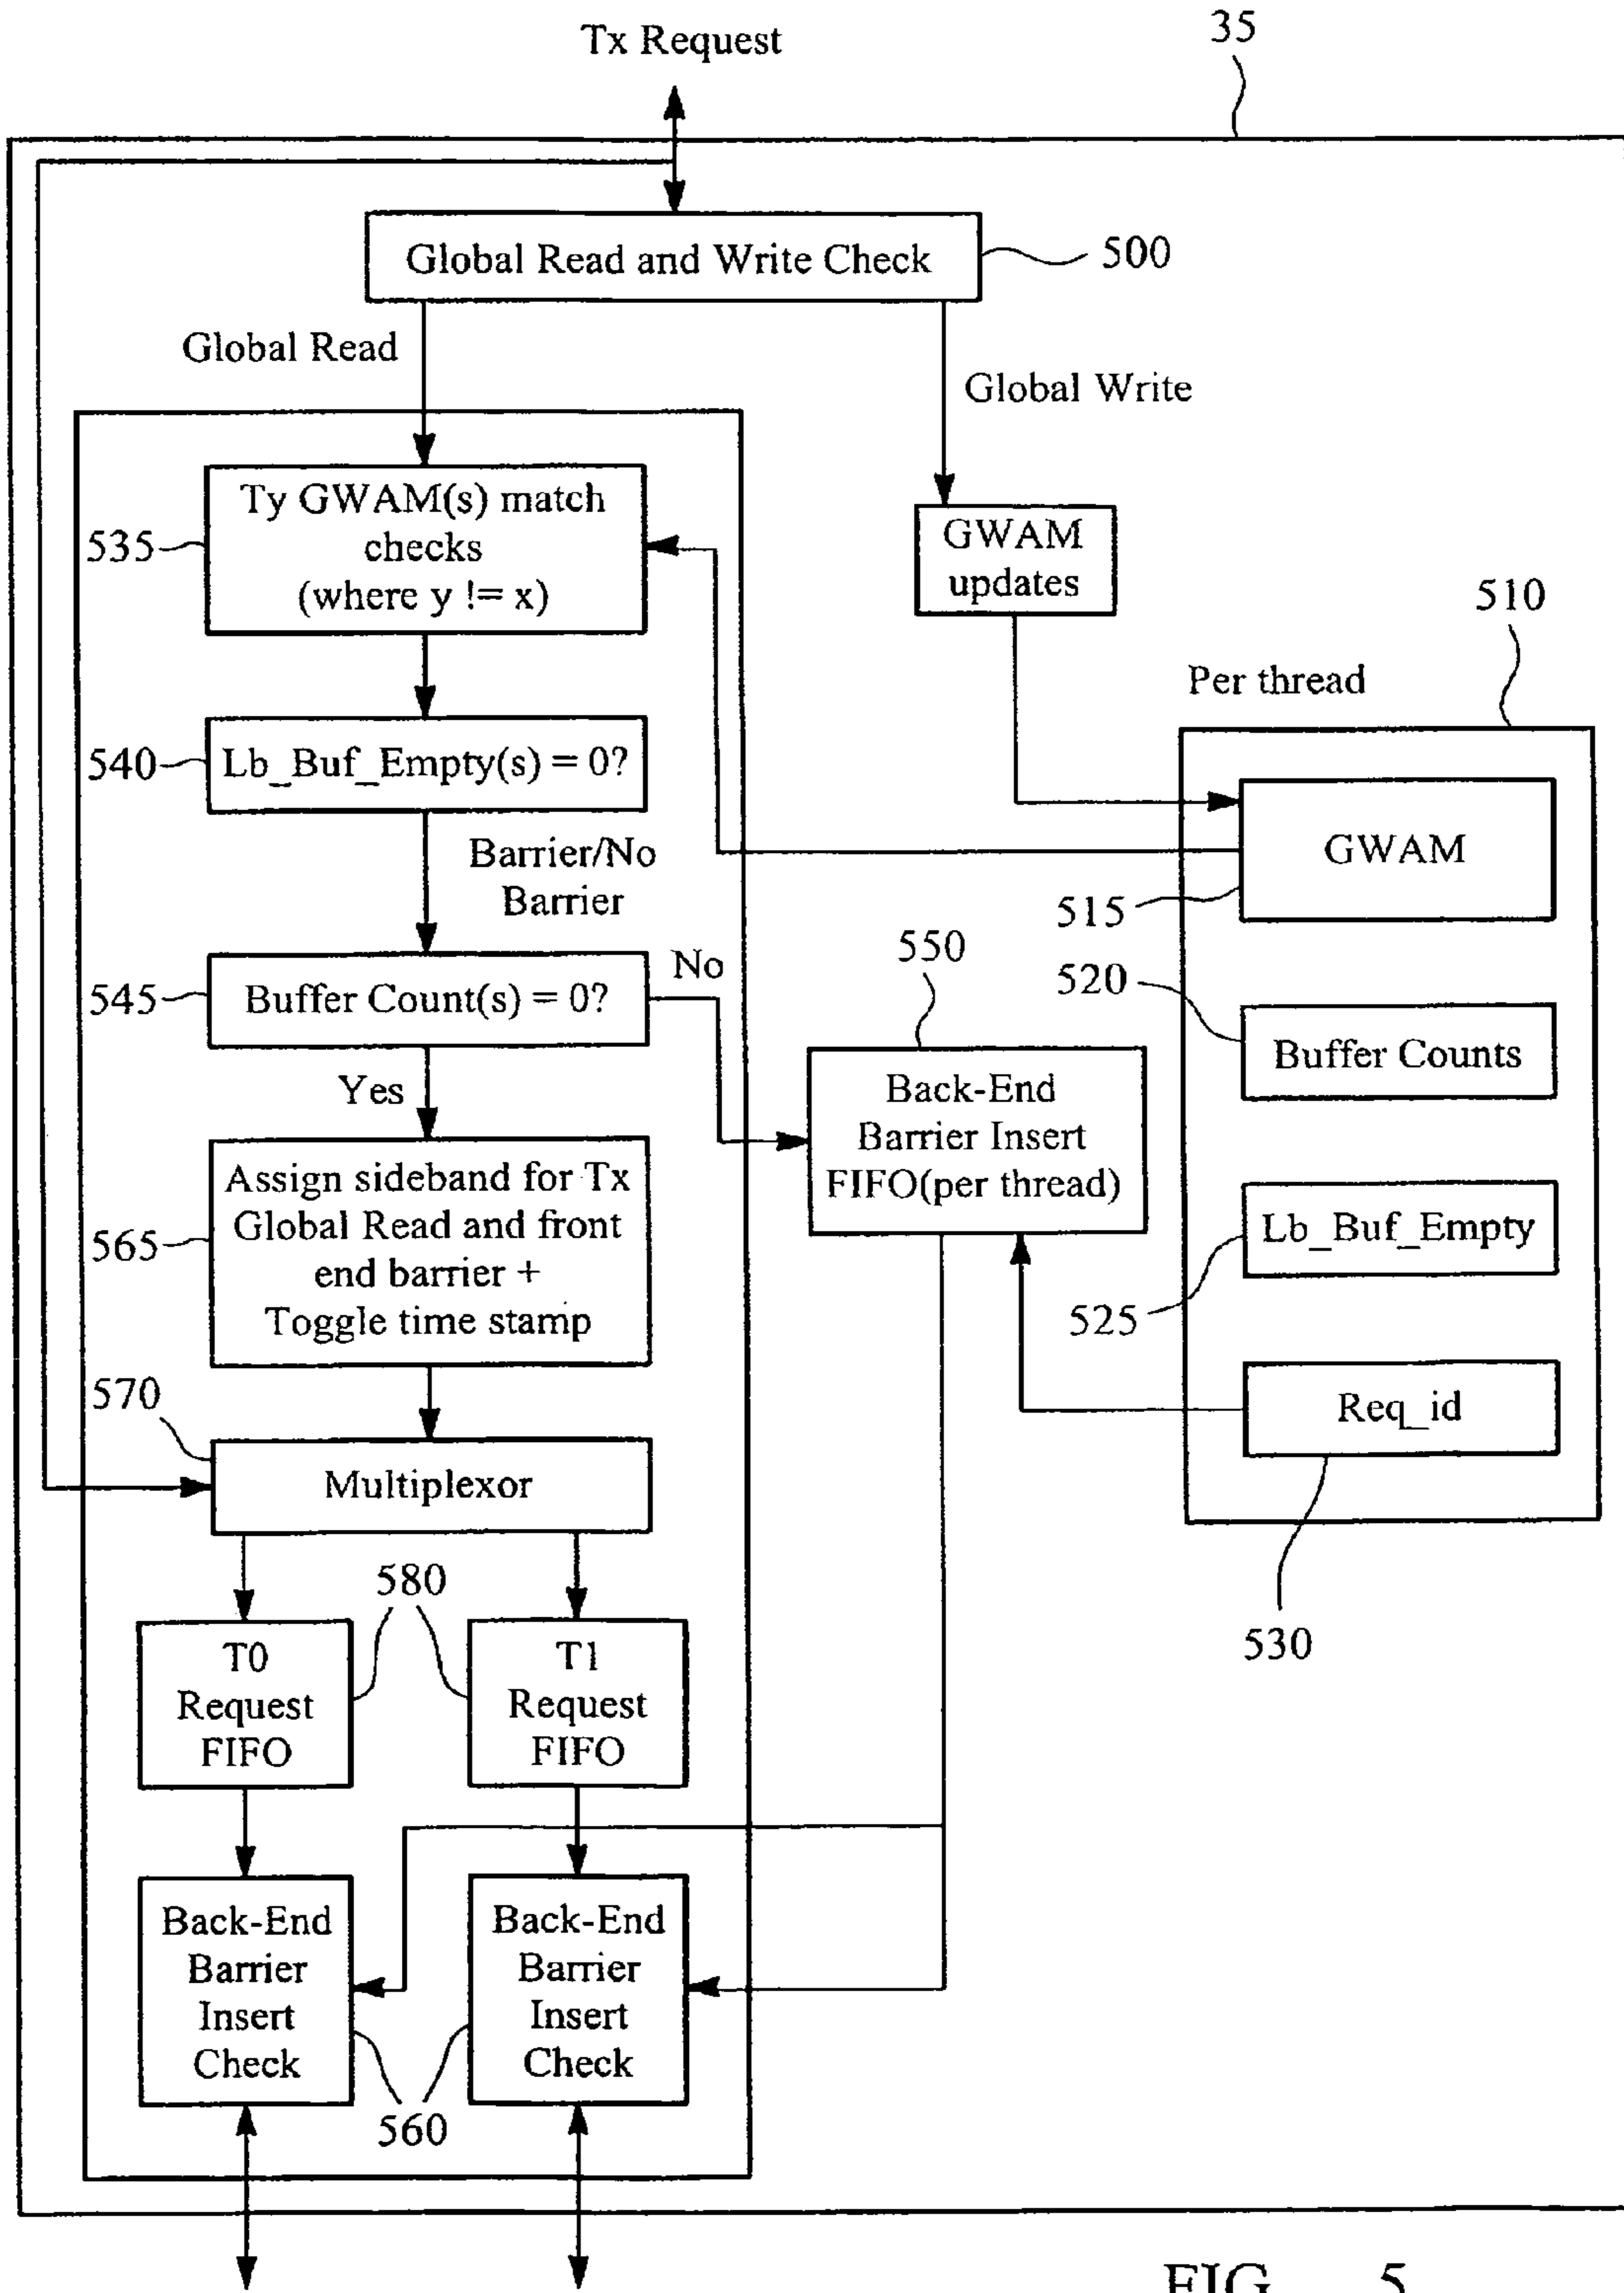 Tx Request
35
Global Read and Write Check
500
Global Read
Global Write
Ty GWAM(s) match
checks
(where y != x)
535
GWAM
updates
510
Per thread
Lb_Buf_Empty(s) = 0?
540
GWAM
515
Barrier/No
Barrier
Buffer Count(s) = 0?
545
No
550
520
Buffer Counts
Yes
Back-End
Barrier Insert
FIFO(per thread)
Assign sideband for Tx
Global Read and front
end barrier +
Toggle time stamp
565
Lb_Buf_Empty
525
570
Multiplexor
Req_id
530
580
T0
Request
FIFO
T1
Request
FIFO
Back-End
Barrier
Insert
Check
Back-End
Barrier
Insert
Check
560
FIG. 5